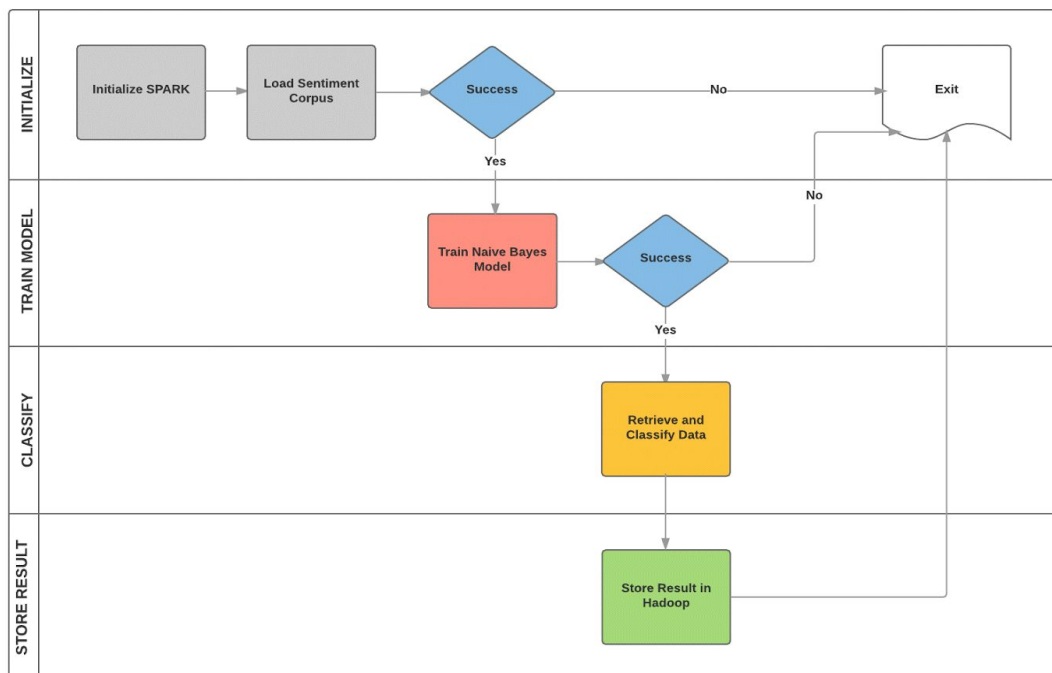 INITIALIZE
Initialize SPARK
Load Sentiment
Corpus
Success
No
Exit
Yes
TRAIN MODEL
Train Naive Bayes
Model
Success
No
Yes
CLASSIFY
Retrieve and
Classify Data
STORE RESULT
Store Result in
Hadoop